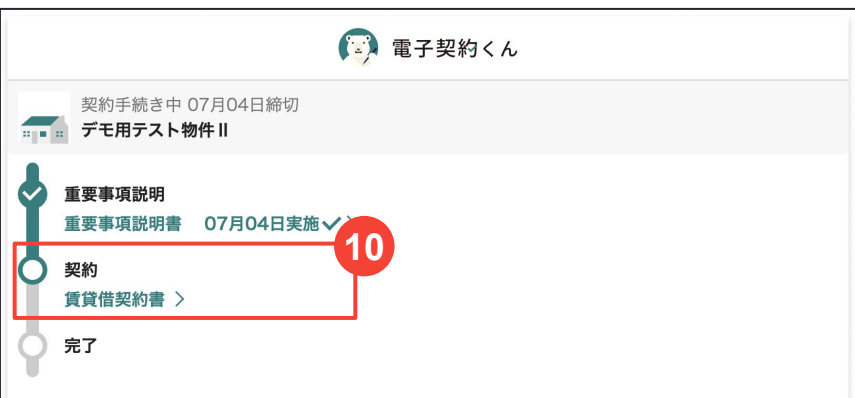 電子契約くん
契約手続き中 07月04日締切
デモ用テスト物件Ⅱ
重要事項説明
重要事項説明書 07月04日実施
10
契約
賃貸借契約書 >
完了